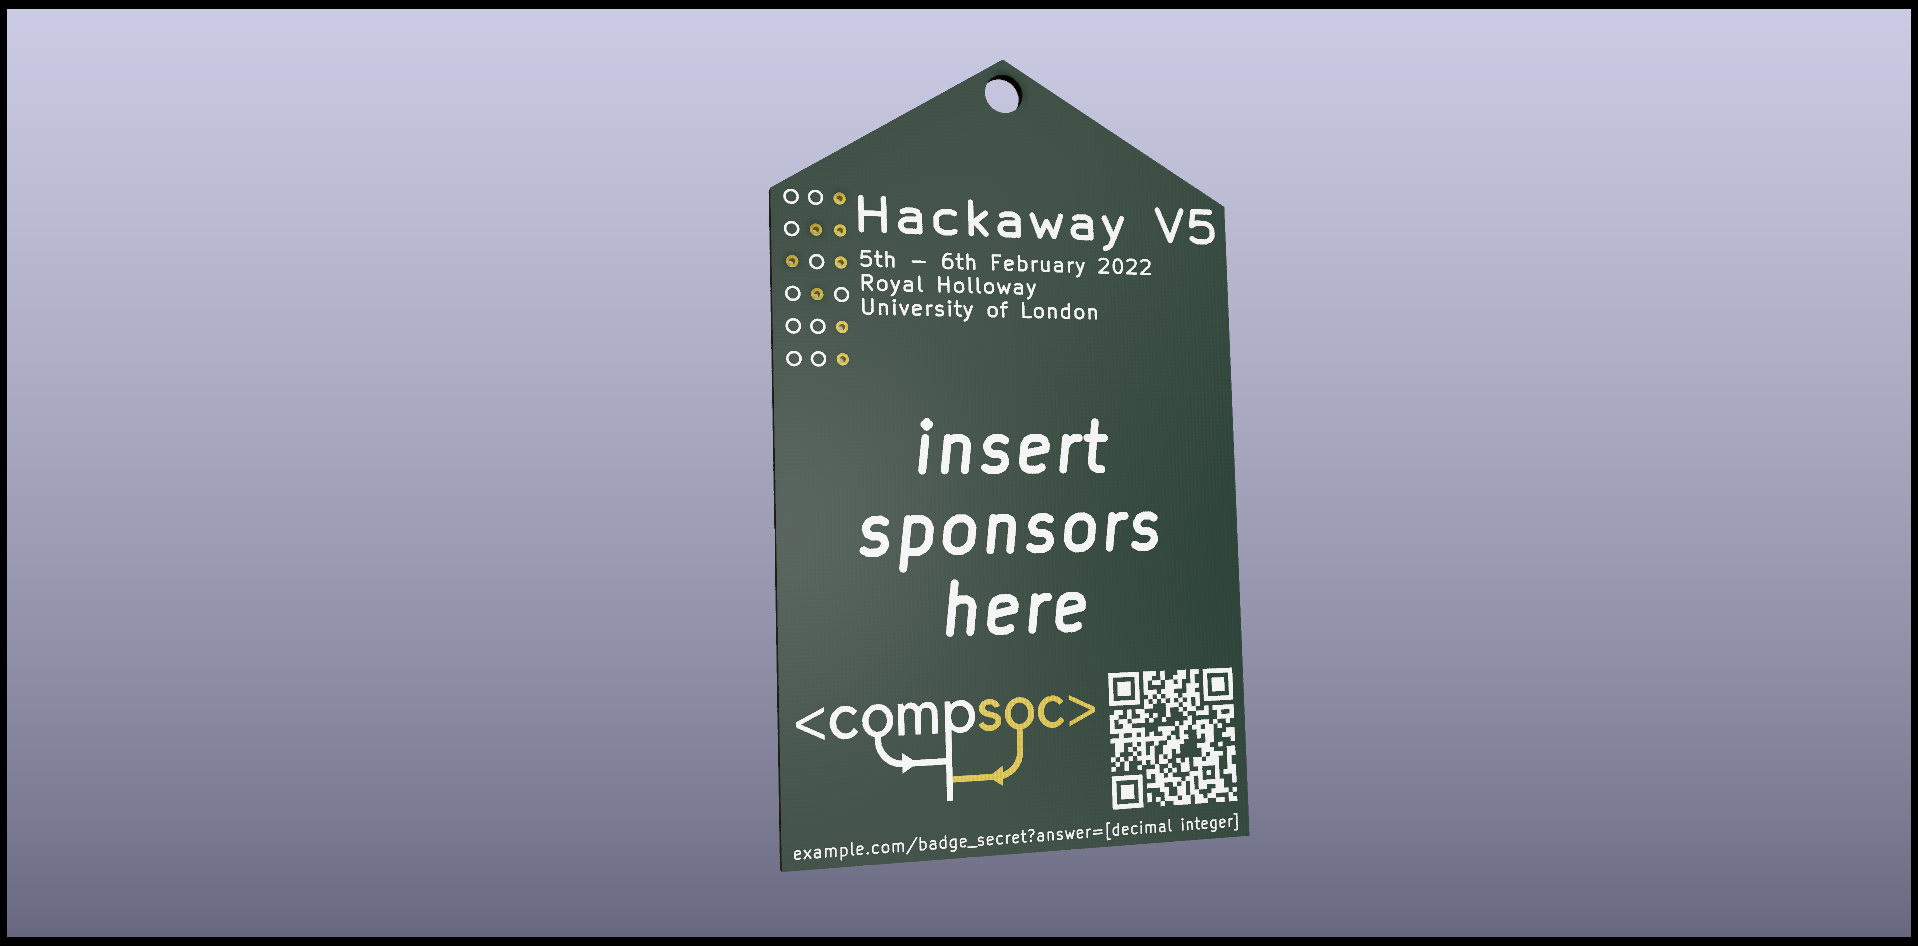 Hackaway V5
5th - 6th February 2022
Royal Holloway
University of London
insert
sponsors
here
<compsoc>
example.com/badge_secret?answer=[decimal integer]